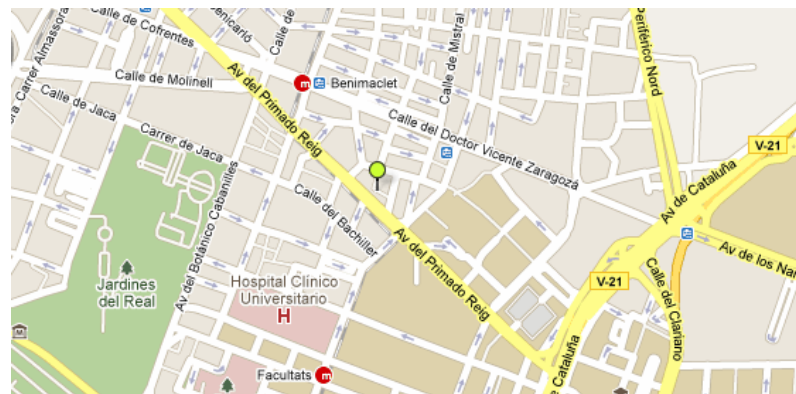 Benicarló
Calle de
Calle de Cofrentes
Carrer Almassora
Calle de Molinell
Calle de Jaca
m
Benimaclet
Calle de Mistral
Periférico Nord
V-21
Av del Primado Reig
Calle del Doctor Vicente Zaragozá
Carrer de Jaca
Av del Botánico Cabanilles
Calle del Bachiller
Av de Cataluña
Av del Primado Reig
Av de los Nar
V-21
Calle del Clariano
Jardines
del Real
Hospital Clínico
Universitario
H
Facultats
m
e Cataluña